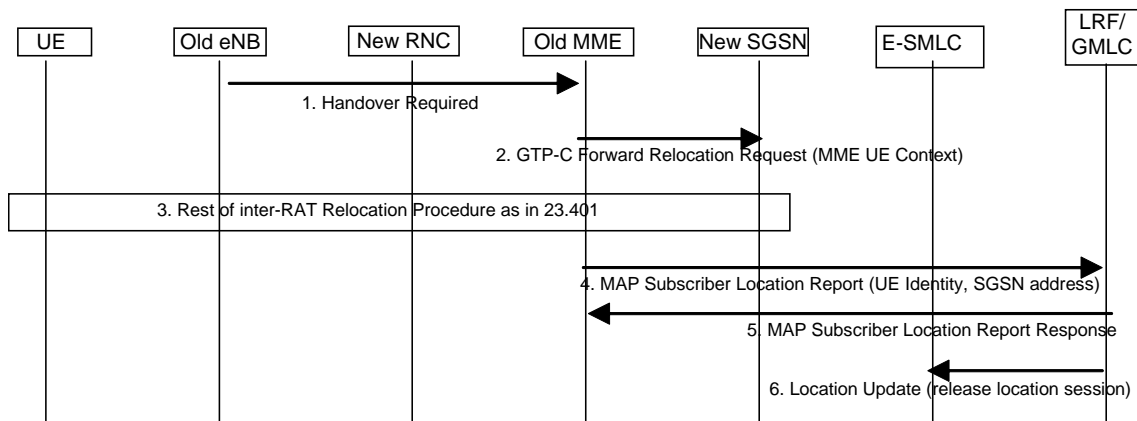 UE
Old eNB
New RNC
Old MME
New SGSN
E-SMLC
LRF/
GMLC
1. Handover Required
2. GTP-C Forward Relocation Request (MME UE Context)
3. Rest of inter-RAT Relocation Procedure as in 23.401
4. MAP Subscriber Location Report (UE Identity, SGSN address)
5. MAP Subscriber Location Report Response
6. Location Update (release location session)